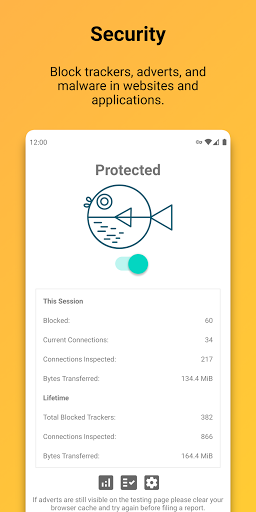 Security
Block trackers, adverts, and
malware in websites and
applications.
12:00
Protected
This Session
Blocked: 60
Current Connections: 34
Connections Inspected: 217
Bytes Transferred: 134.4 MiB
Lifetime
Total Blocked Trackers: 382
Connections Inspected: 866
Bytes Transferred: 164.4 MiB
If adverts are still visible on the testing page please clear your
browser cache and try again before filing a report.